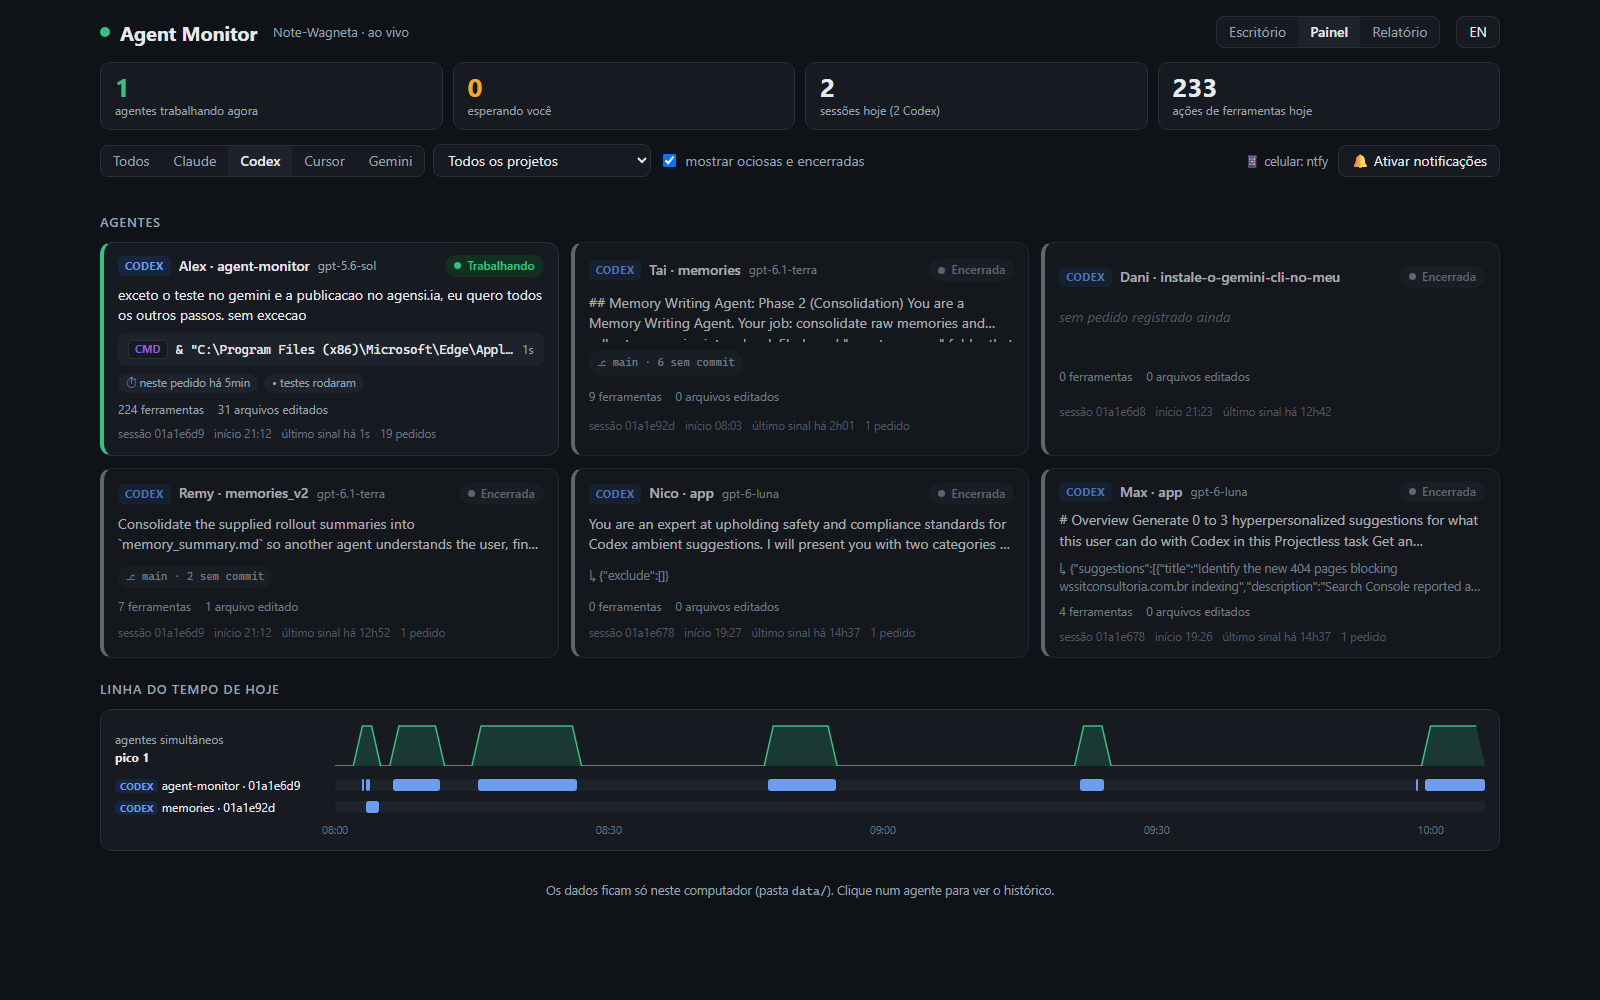 Agent Monitor Note-Wagneta · ao vivo
Escritório Painel Relatório EN
1
agentes trabalhando agora
0
esperando você
2
sessões hoje (2 Codex)
233
ações de ferramentas hoje
Todos Claude Codex Cursor Gemini Todos os projetos mostrar ociosas e encerradas celular: ntfy Ativar notificações
AGENTES
CODEX Alex · agent-monitor gpt-5.6-sol Trabalhando
exceto o teste no gemini e a publicacao no agensi.ia, eu quero todos
os outros passos. sem excecao
CMD & "C:\Program Files (x86)\Microsoft\Edge\Appl… 1s
neste pedido há 5min • testes rodaram
224 ferramentas 31 arquivos editados
sessão 01a1e6d9 início 21:12 último sinal há 1s 19 pedidos
CODEX Tai · memories gpt-6.1-terra Encerrada
## Memory Writing Agent: Phase 2 (Consolidation) You are a
Memory Writing Agent. Your job: consolidate raw memories and…
main · 6 sem commit
9 ferramentas 0 arquivos editados
sessão 01a1e92d início 08:03 último sinal há 2h01 1 pedido
CODEX Dani · instale-o-gemini-cli-no-meu Encerrada
sem pedido registrado ainda
0 ferramentas 0 arquivos editados
sessão 01a1e6d8 início 21:23 último sinal há 12h42
CODEX Remy · memories_v2 gpt-6.1-terra Encerrada
Consolidate the supplied rollout summaries into
`memory_summary.md` so another agent understands the user, fin…
main · 2 sem commit
7 ferramentas 1 arquivo editado
sessão 01a1e6d9 início 21:12 último sinal há 12h52 1 pedido
CODEX Nico · app gpt-6-luna Encerrada
You are an expert at upholding safety and compliance standards for
Codex ambient suggestions. I will present you with two categories …
↳ {"exclude":[]}
0 ferramentas 0 arquivos editados
sessão 01a1e678 início 19:27 último sinal há 14h37 1 pedido
CODEX Max · app gpt-6-luna Encerrada
# Overview Generate 0 to 3 hyperpersonalized suggestions for what
this user can do with Codex in this Projectless task Get an…
↳ {"suggestions":[{"title":"Identify the new 404 pages blocking
wssitconsultoria.com.br indexing","description":"Search Console reported a…
4 ferramentas 0 arquivos editados
sessão 01a1e678 início 19:26 último sinal há 14h37 1 pedido
LINHA DO TEMPO DE HOJE
agentes simultâneos
pico 1
CODEX agent-monitor · 01a1e6d9
CODEX memories · 01a1e92d
08:00 08:30 09:00 09:30 10:00
Os dados ficam só neste computador (pasta data/). Clique num agente para ver o histórico.